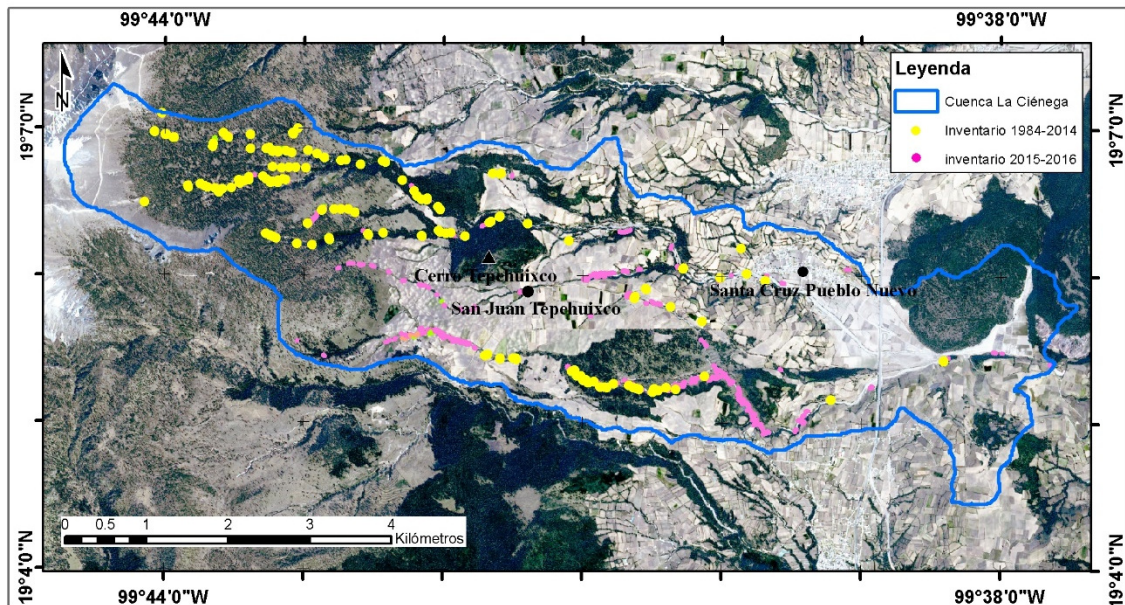 99°44'0"W 99°38'0"W
N
19°7'0"N
19°7'0"N
Leyenda
Cuenca La Ciénega
Inventario 1984-2014
inventario 2015-2016
Cerro Tepehuixco
San Juan Tepehuixco
Santa Cruz Pueblo Nuevo
0 0.5 1 2 3 4
Kilómetros
19°4'0"N
19°4'0"N
99°44'0"W 99°38'0"W